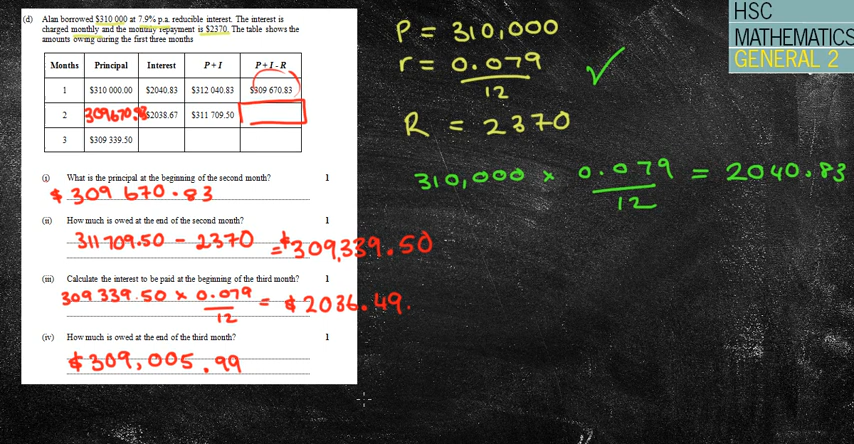 (d) Alan borrowed $310 000 at 7.9% p.a. reducible interest. The interest is
charged monthly and the monthly repayment is $2370. The table shows the
amounts owing during the first three months
Months Principal Interest P + I P + I - R
1 $310 000.00 $2040.83 $312 040.83 $309 670.83
2 309670.83 $2038.67 $311 709.50
3 $309 339.50
(i) What is the principal at the beginning of the second month? 1
$ 309 670.83
(ii) How much is owed at the end of the second month? 1
311709.50 - 2370 = $309,339.50
(iii) Calculate the interest to be paid at the beginning of the third month? 1
309 339.50 x 0.079 = $2036.49.
12
(iv) How much is owed at the end of the third month? 1
$309,005.99
P = 310,000
r = 0.079
12
R = 2370
310,000 x 0.079 = 2040.83
12
HSC
MATHEMATICS
GENERAL 2